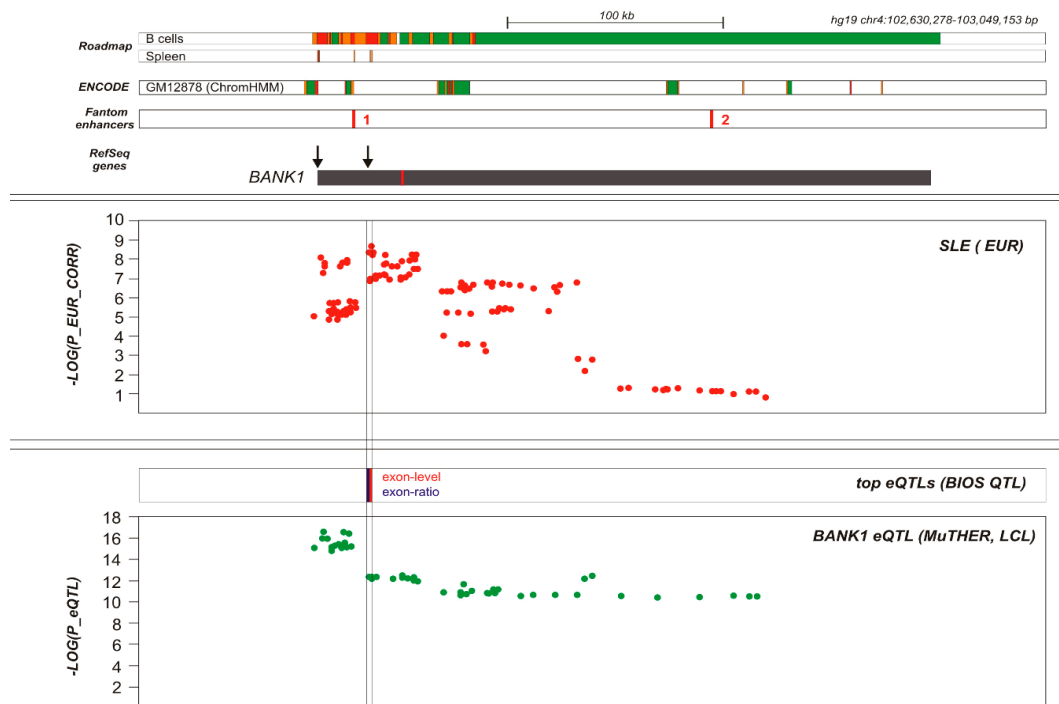 100 kb
hg19 chr4:102,630,278-103,049,153 bp
Roadmap
B cells
Spleen
ENCODE
GM12878 (ChromHMM)
Fantom
enhancers
1
2
RefSeq
genes
BANK1
SLE ( EUR)
-LOG(P_EUR_CORR)
10
9
8
7
6
5
4
3
2
1
exon-level
exon-ratio
top eQTLs (BIOS QTL)
BANK1 eQTL (MuTHER, LCL)
-LOG(P_eQTL)
18
16
14
12
10
8
6
4
2